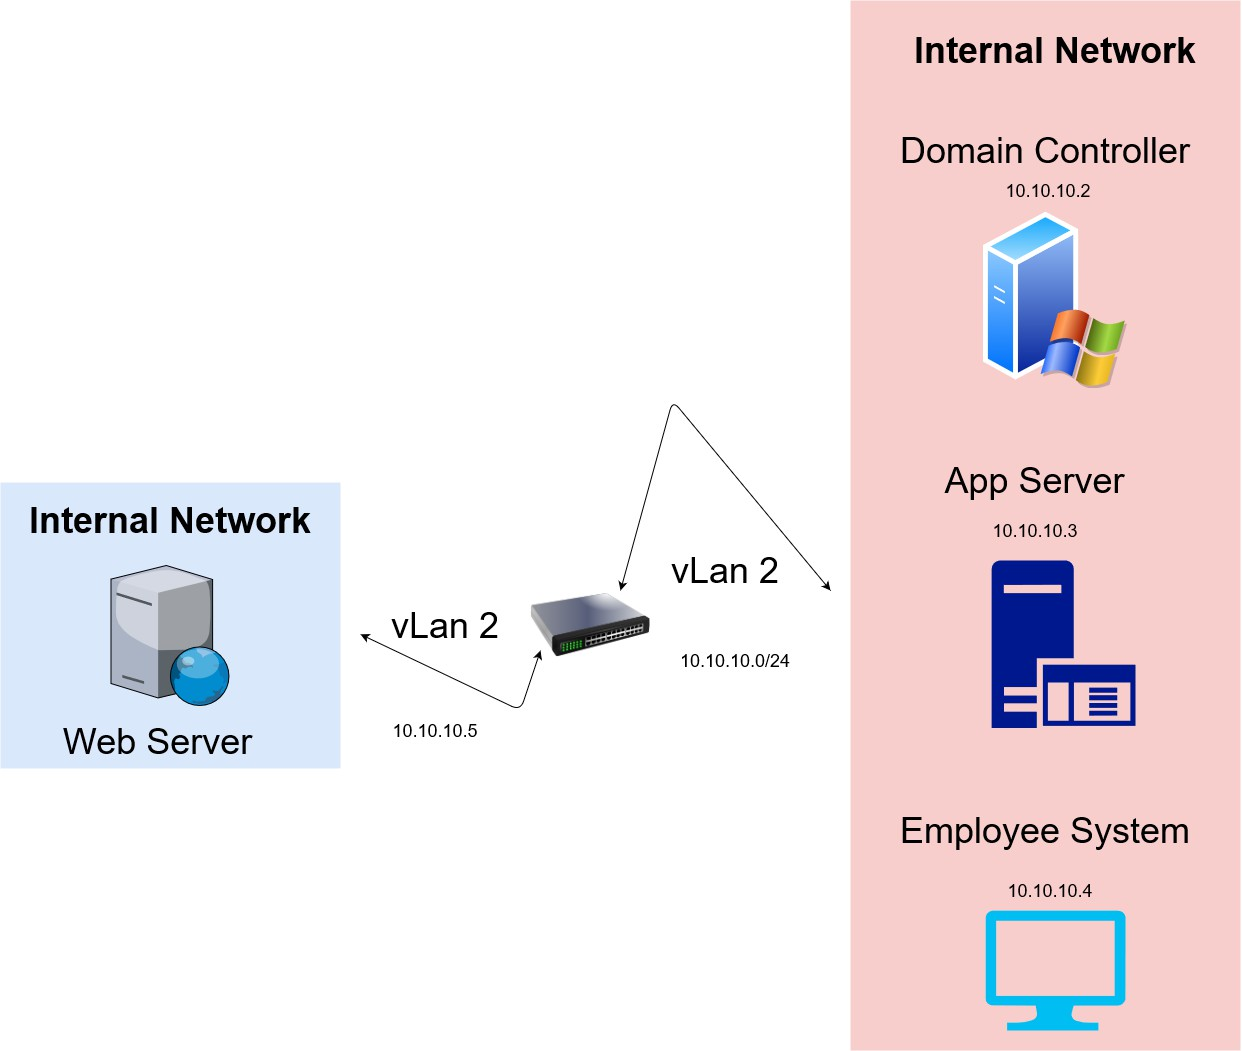 Internal Network
Domain Controller
10.10.10.2
App Server
10.10.10.3
Employee System
10.10.10.4
vLan 2
10.10.10.0/24
Internal Network
vLan 2
10.10.10.5
Web Server